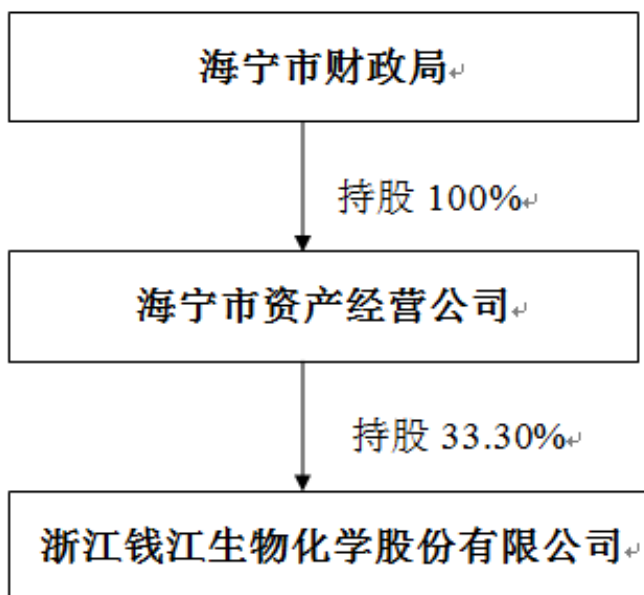 海宁市财政局
持股 100%
海宁市资产经营公司
持股 33.30%
浙江钱江生物化学股份有限公司